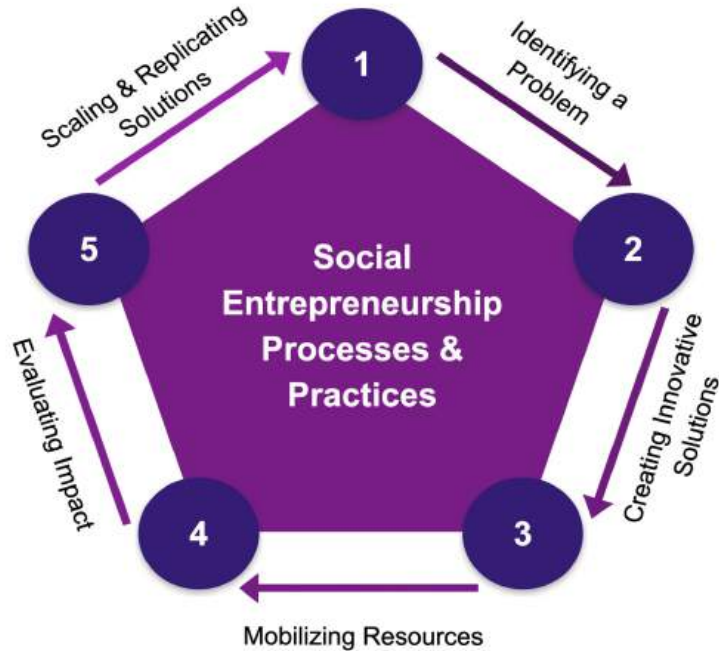 1
Identifying a
Problem
2
Creating Innovative
Solutions
3
Mobilizing Resources
4
Evaluating Impact
5
Scaling & Replicating
Solutions
Social
Entrepreneurship
Processes &
Practices